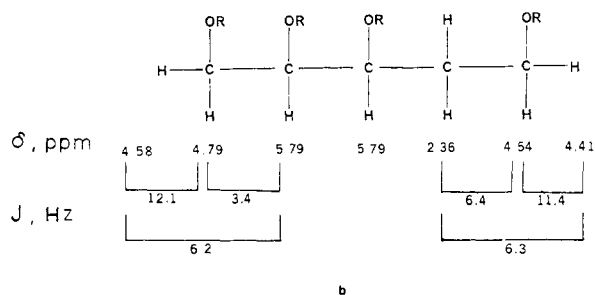 OR OR OR H OR
H C C C C C H
H H H H H
δ, ppm 4 58 4.79 5 79 5 79 2 36 4 54 4.41
12.1 3.4 6.4 11.4
J, Hz
6 2 6.3
b